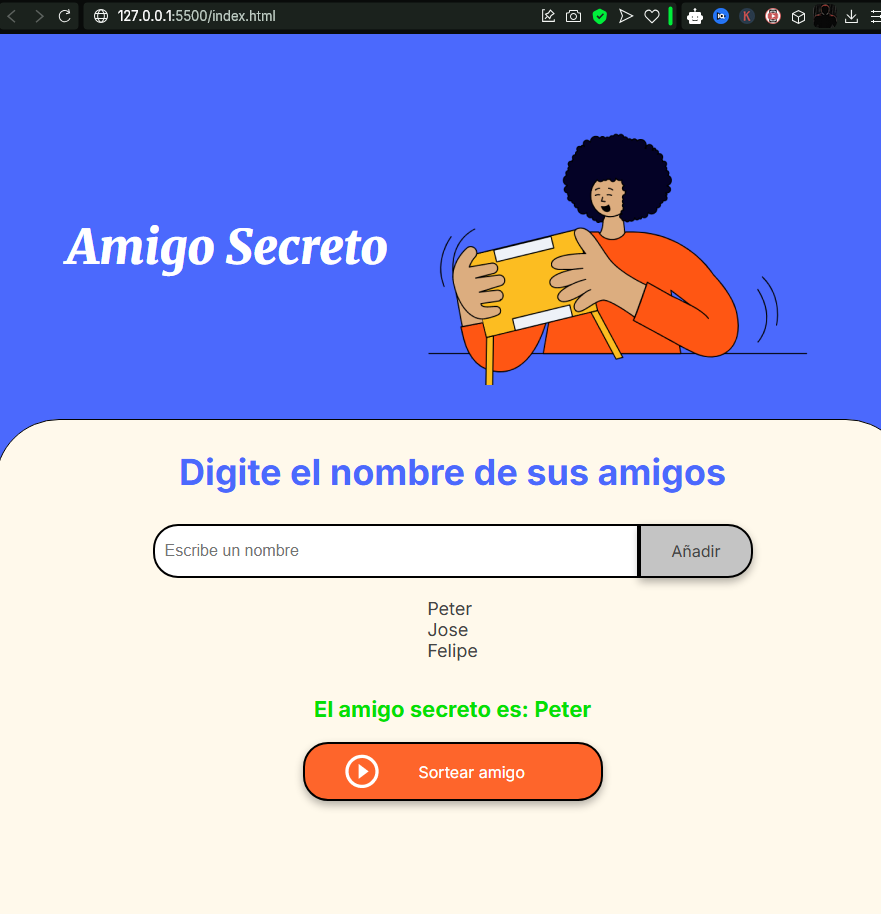 127.0.0.1:5500/index.html
Amigo Secreto
Digite el nombre de sus amigos
Escribe un nombre
Añadir
Peter
Jose
Felipe
El amigo secreto es: Peter
Sortear amigo